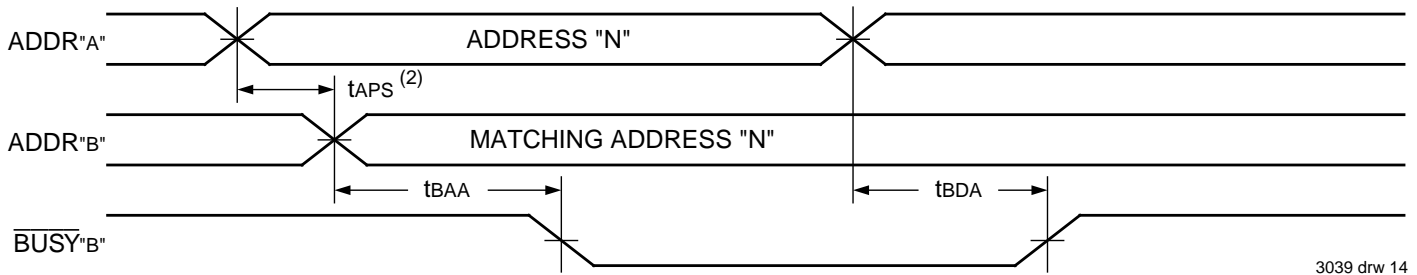 ADDR"A" ADDRESS "N"
tAPS (2)
ADDR"B" MATCHING ADDRESS "N"
tBAA tBDA
BUSY"B"
3039 drw 14